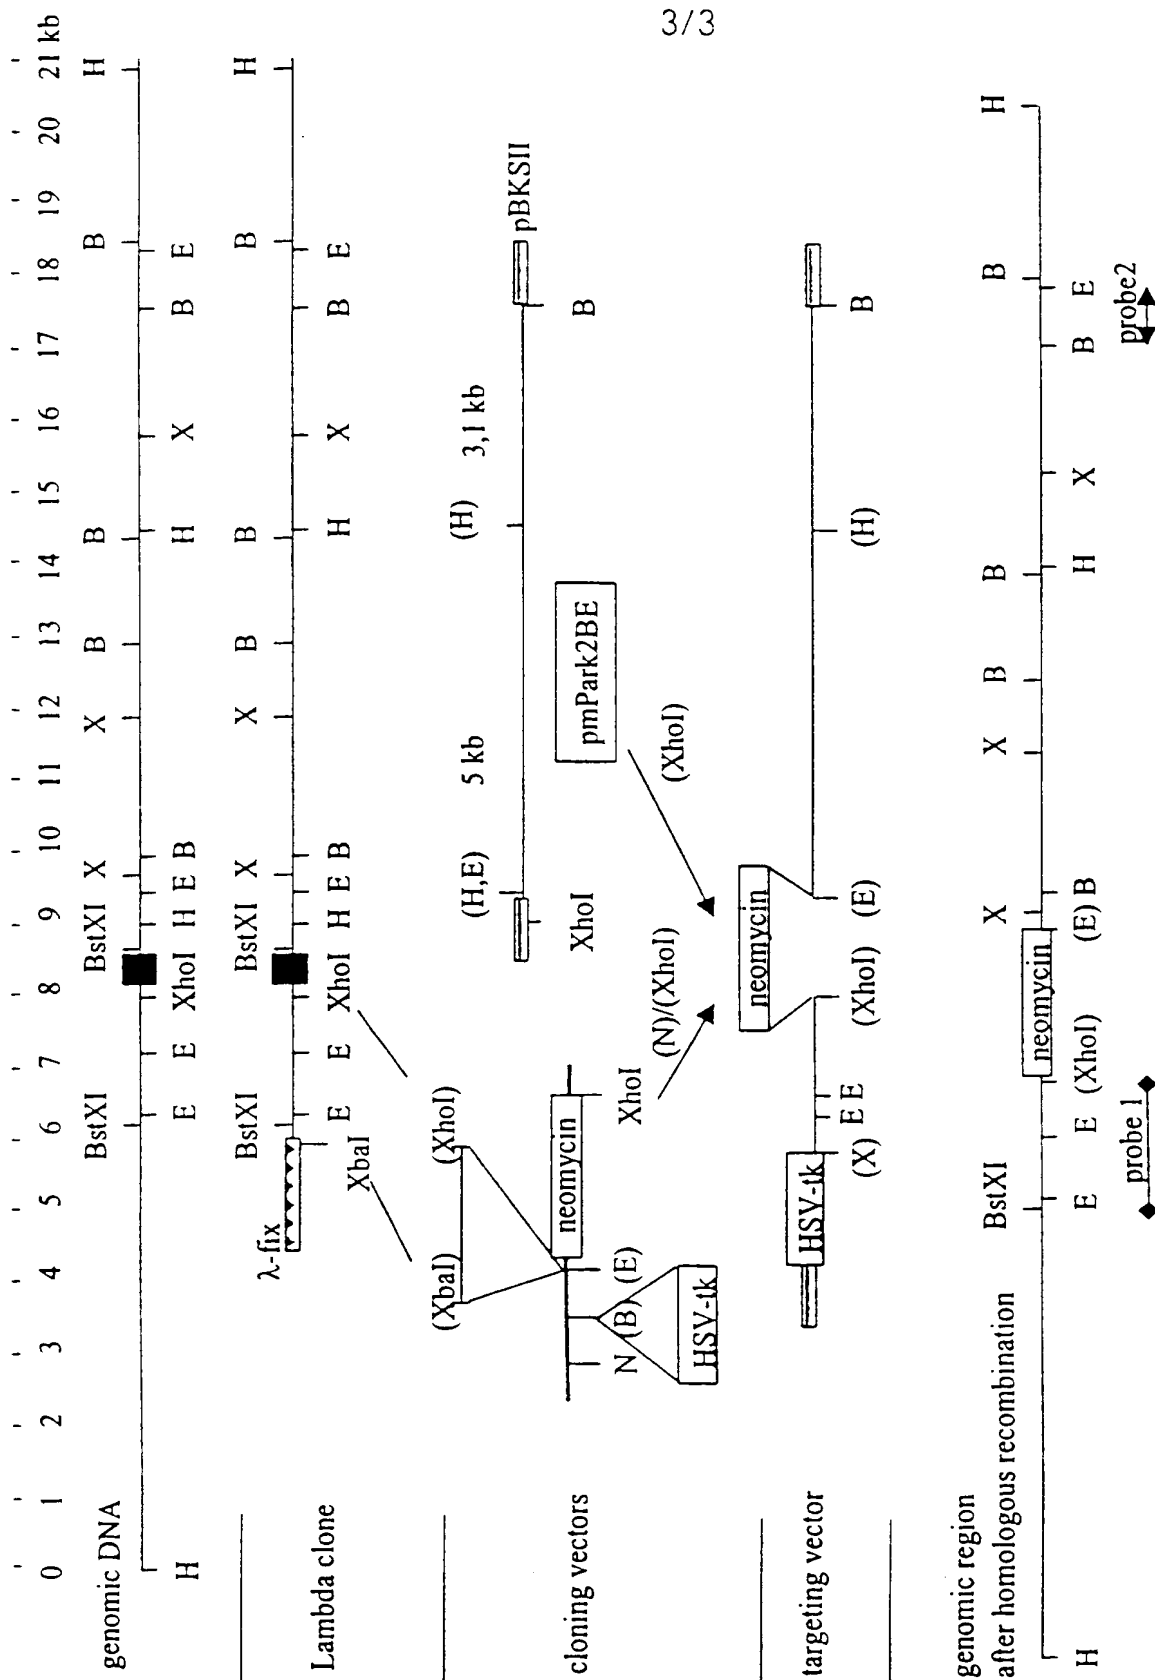 3/3
0 1 2 3 4 5 6 7 8 9 10 11 12 13 14 15 16 17 18 19 20 21 kb
genomic DNA
BstXI BstXI X X B B B H
H E E XhoI H E B H X B E
Lambda clone
λ-fix
BstXI BstXI X X B B B H
XbaI E E XhoI H E B H X B E
cloning vectors
(XbaI) (XhoI) (H,E) 5 kb (H) 3,1 kb pBKSII
neomycin XhoI pmPark2BE B
N (B) (E) XhoI
HSV-tk (N)/(XhoI) (XhoI)
targeting vector
neomycin
HSV-tk
(X) E E (XhoI) (E) (H) B
genomic region
after homologous recombination
BstXI neomycin X X B B B H
H E E (XhoI) (E) B H X B E
probe 1 probe2